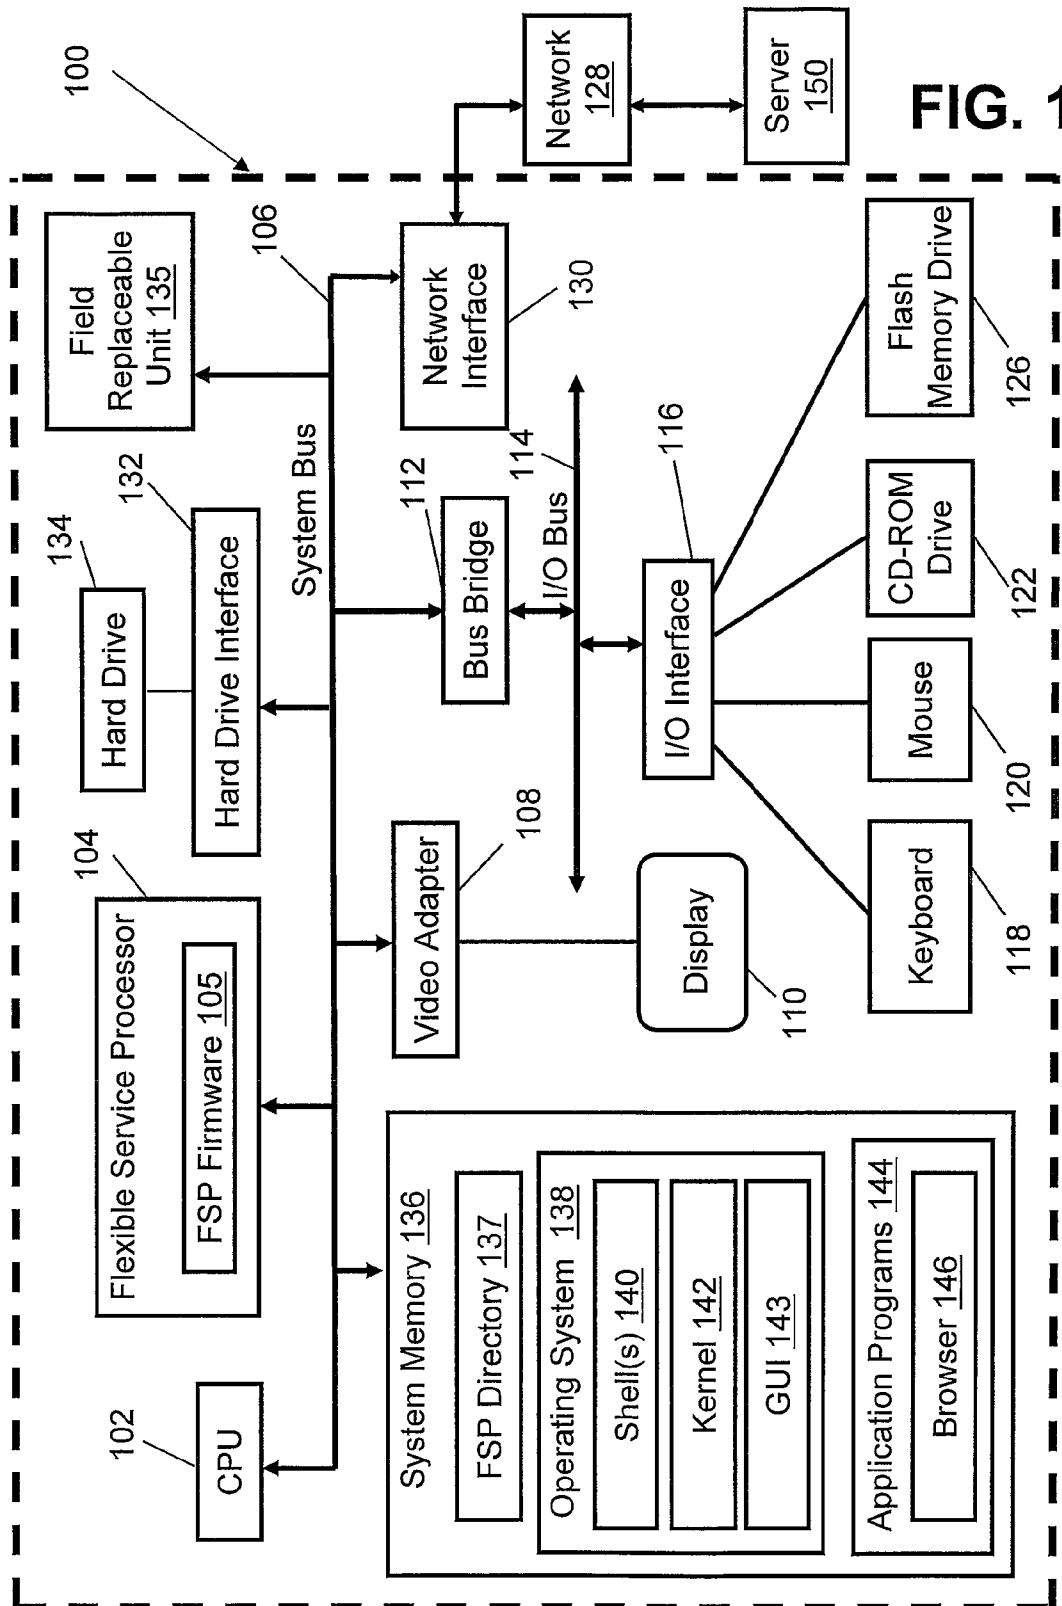 100
102
CPU
104
Flexible Service Processor
FSP Firmware 105
134
Hard Drive
132
Hard Drive Interface
Field
Replaceable
Unit 135
System Bus
106
System Memory 136
FSP Directory 137
Operating System 138
Shell(s) 140
Kernel 142
GUI 143
Application Programs 144
Browser 146
Video Adapter
108
Display
110
112
Bus Bridge
I/O Bus
114
Network
Interface
130
Network
128
Server
150
I/O Interface
116
Keyboard
118
Mouse
120
CD-ROM
Drive
122
Flash
Memory Drive
126
FIG. 1